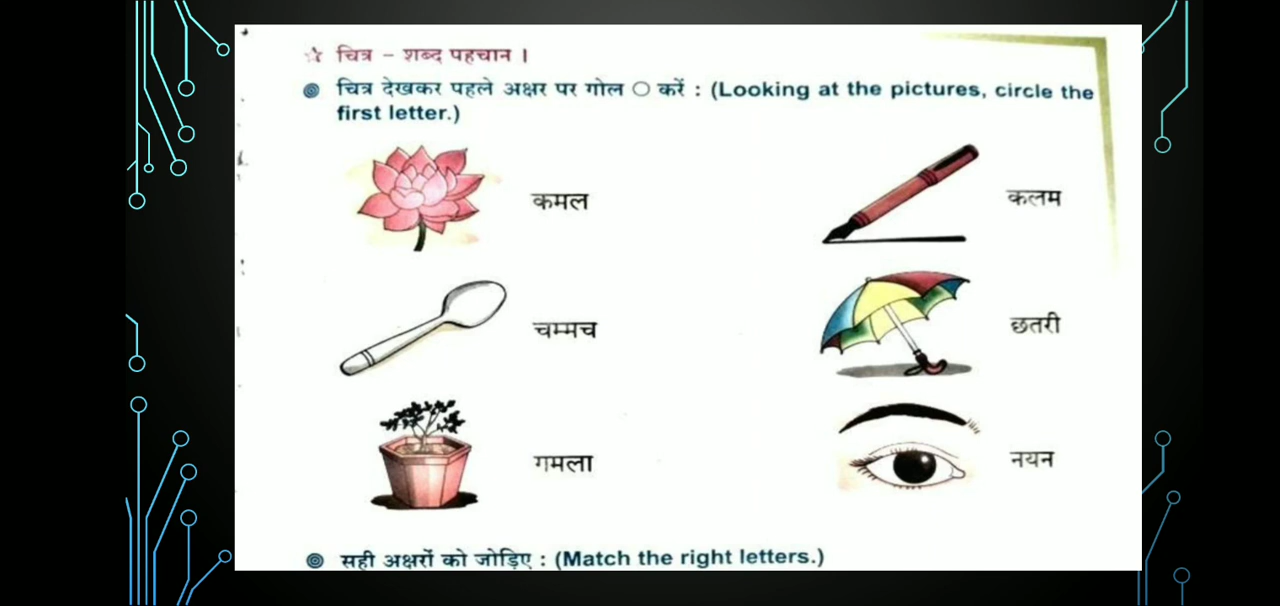 ☆ चित्र – शब्द पहचान ।
चित्र देखकर पहले अक्षर पर गोल ○ करें : (Looking at the pictures, circle the
first letter.)
कमल
कलम
चम्मच
छतरी
गमला
नयन
सही अक्षरों को जोड़िए : (Match the right letters.)